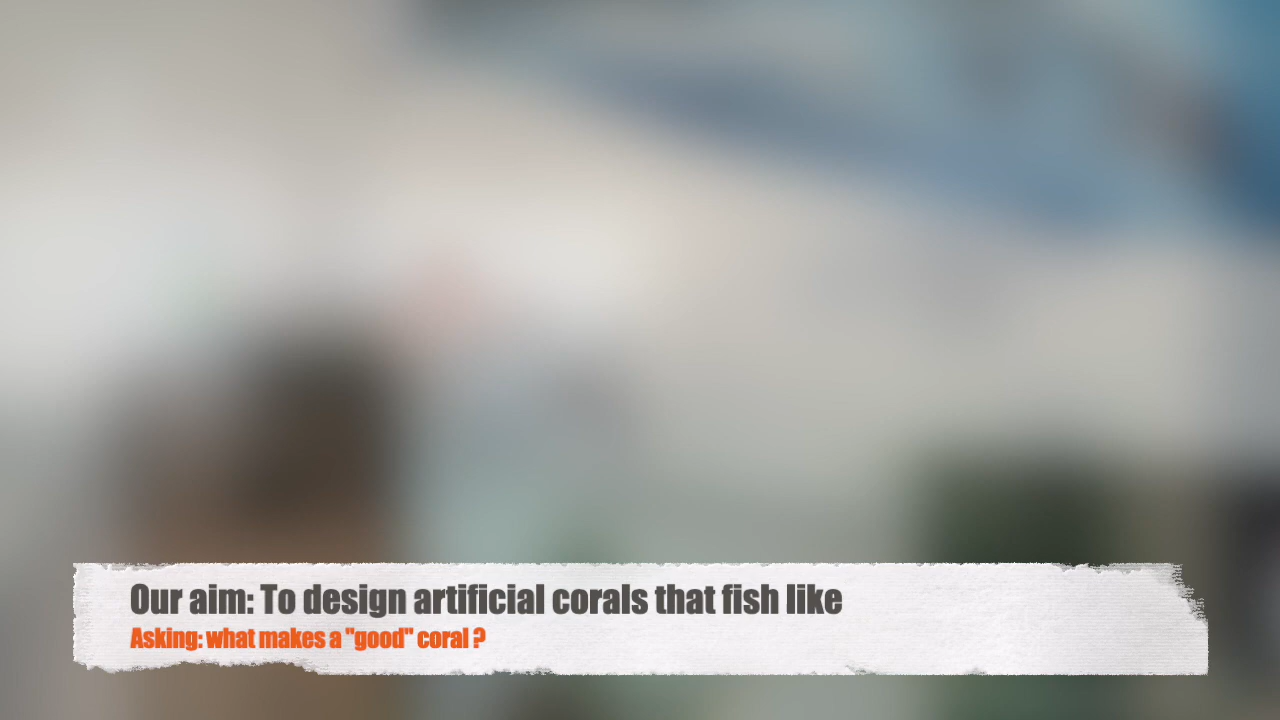 Our aim: To design artificial corals that fish like
Asking: what makes a "good" coral ?